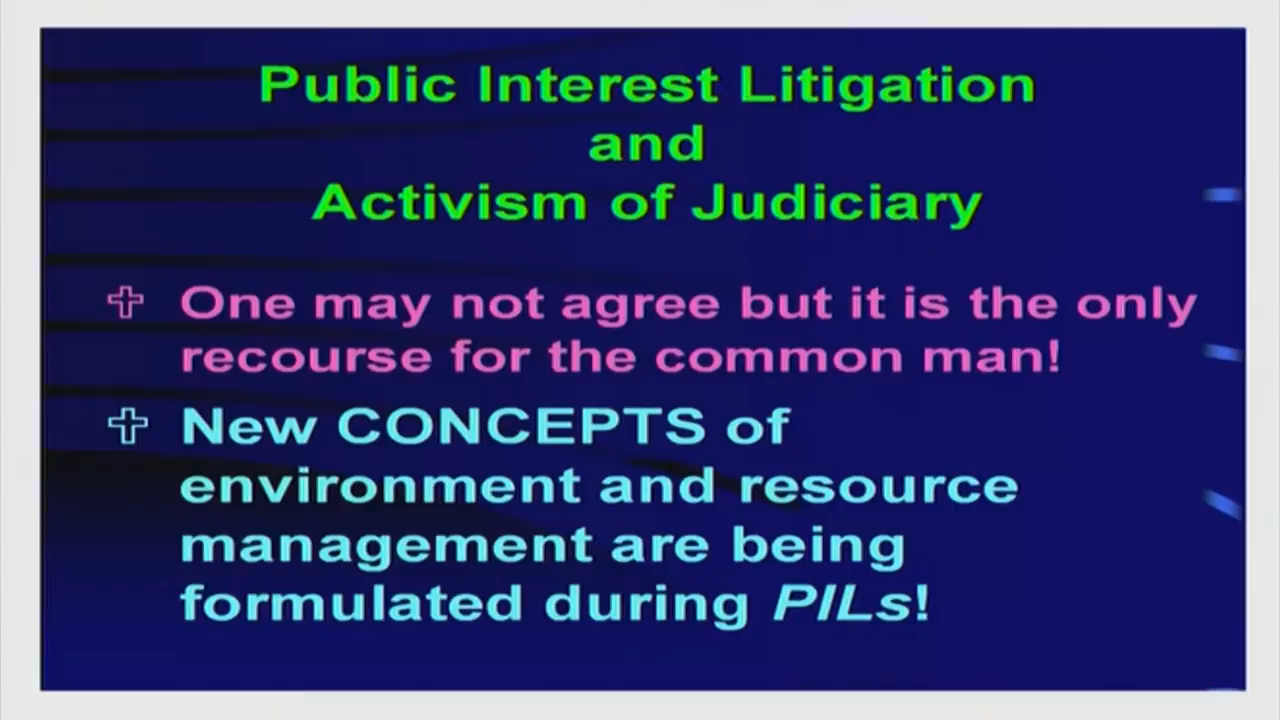 Public Interest Litigation
and
Activism of Judiciary
One may not agree but it is the only
recourse for the common man!
New CONCEPTS of
environment and resource
management are being
formulated during PILs!